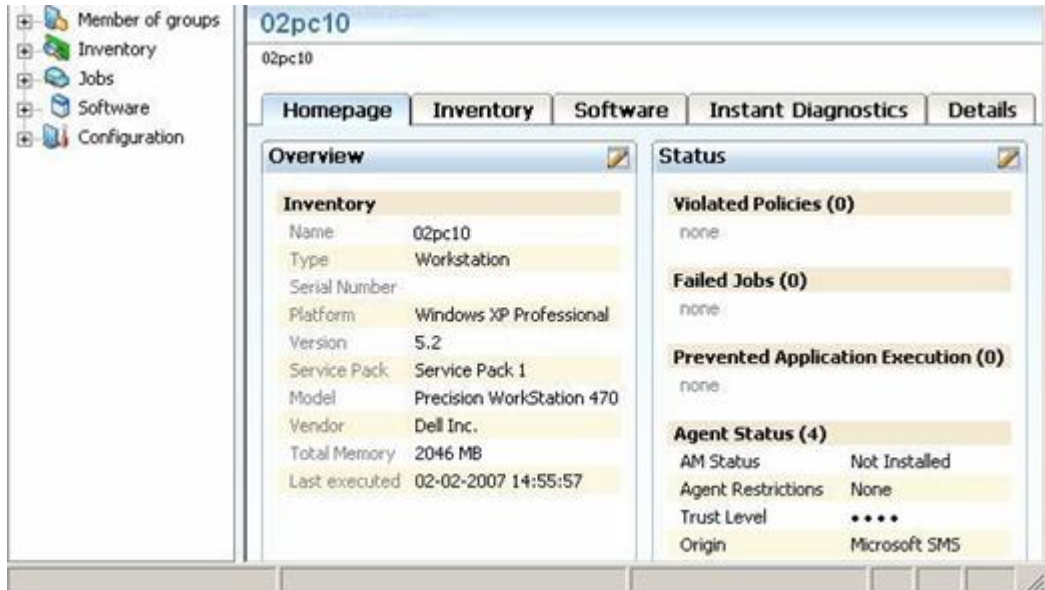 Member of groups
Inventory
Jobs
Software
Configuration
02pc10
02pc10
Homepage
Inventory
Software
Instant Diagnostics
Details
Overview
Inventory
Name 02pc10
Type Workstation
Serial Number
Platform Windows XP Professional
Version 5.2
Service Pack Service Pack 1
Model Precision WorkStation 470
Vendor Dell Inc.
Total Memory 2046 MB
Last executed 02-02-2007 14:55:57
Status
Violated Policies (0)
none
Failed Jobs (0)
none
Prevented Application Execution (0)
none
Agent Status (4)
AM Status Not Installed
Agent Restrictions None
Trust Level ••••
Origin Microsoft SMS